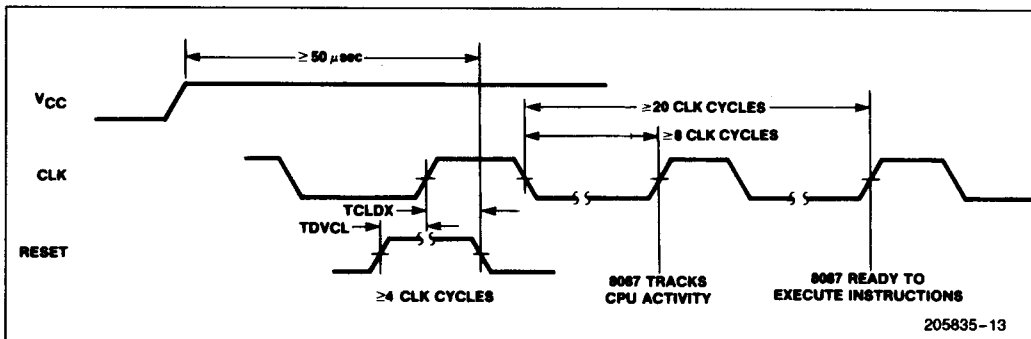 ≥ 50 μsec
VCC
≥20 CLK CYCLES
≥8 CLK CYCLES
CLK
TCLDX
TDVCL
RESET
≥4 CLK CYCLES
8087 TRACKS
CPU ACTIVITY
8087 READY TO
EXECUTE INSTRUCTIONS
205835-13